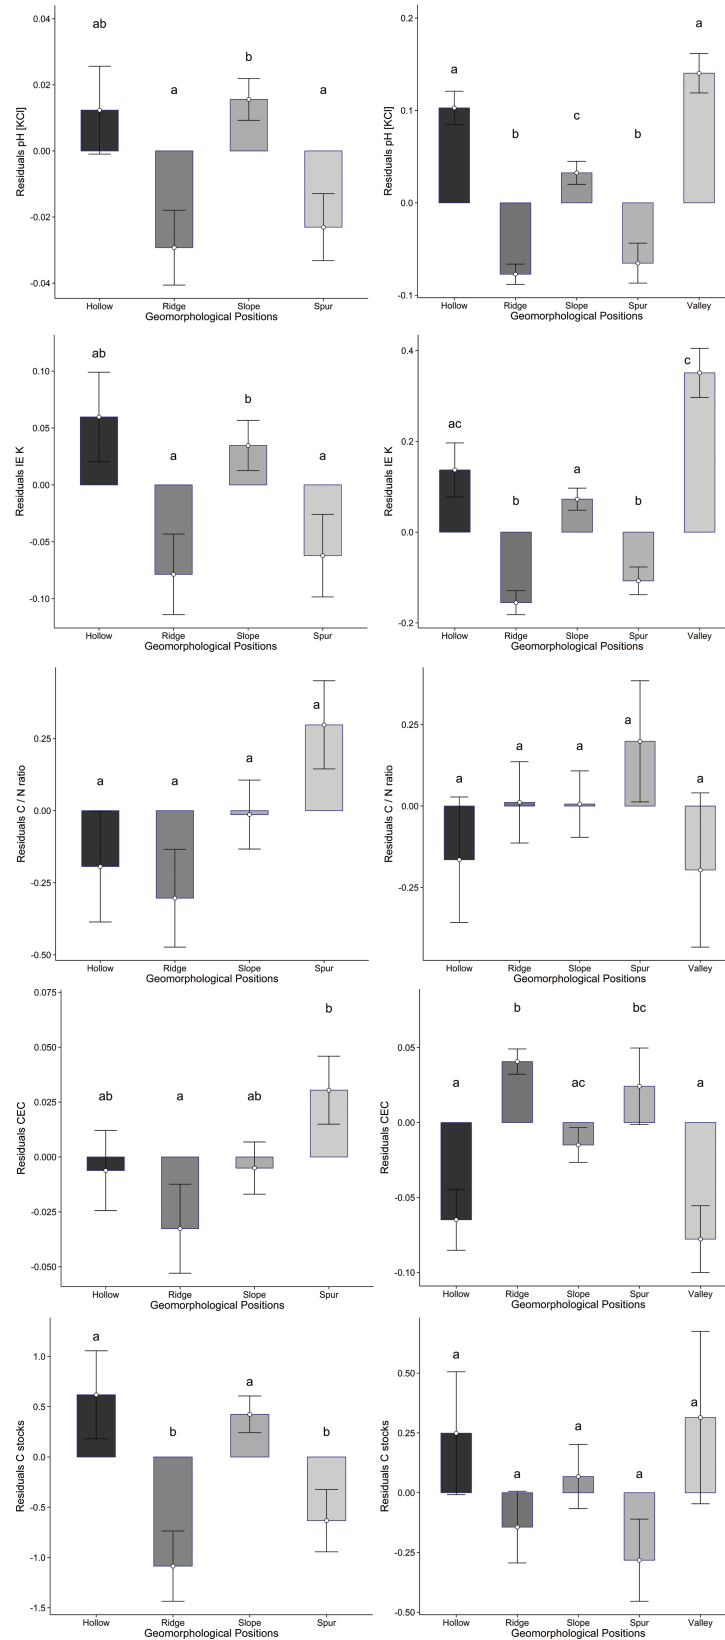 ab
a
b
a
0.04
0.02
0.00
-0.02
-0.04
Residuals pH [KCl]
Hollow Ridge Slope Spur
Geomorphological Positions
a
b
c
b
a
0.2
0.1
0.0
-0.1
Residuals pH [KCl]
Hollow Ridge Slope Spur Valley
Geomorphological Positions
ab
a
b
a
0.10
0.05
0.00
-0.05
-0.10
Residuals IE K
Hollow Ridge Slope Spur
Geomorphological Positions
ac
b
a
b
c
0.4
0.2
0.0
-0.2
Residuals IE K
Hollow Ridge Slope Spur Valley
Geomorphological Positions
a
a
a
a
0.25
0.00
-0.25
-0.50
Residuals C / N ratio
Hollow Ridge Slope Spur
Geomorphological Positions
a
a
a
a
a
0.25
0.00
-0.25
Residuals C / N ratio
Hollow Ridge Slope Spur Valley
Geomorphological Positions
ab
a
ab
b
0.075
0.050
0.025
0.000
-0.025
-0.050
Residuals CEC
Hollow Ridge Slope Spur
Geomorphological Positions
a
b
ac
bc
a
0.05
0.00
-0.05
-0.10
Residuals CEC
Hollow Ridge Slope Spur Valley
Geomorphological Positions
a
b
a
b
1.0
0.5
0.0
-0.5
-1.0
-1.5
Residuals C stocks
Hollow Ridge Slope Spur
Geomorphological Positions
a
a
a
a
a
0.50
0.25
0.00
-0.25
-0.50
Residuals C stocks
Hollow Ridge Slope Spur Valley
Geomorphological Positions